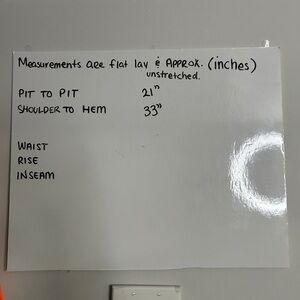 Measurements are flat lay & APPROX. (inches)
unstretched.
PIT TO PIT 21"
SHOULDER TO HEM 33"
WAIST
RISE
INSEAM